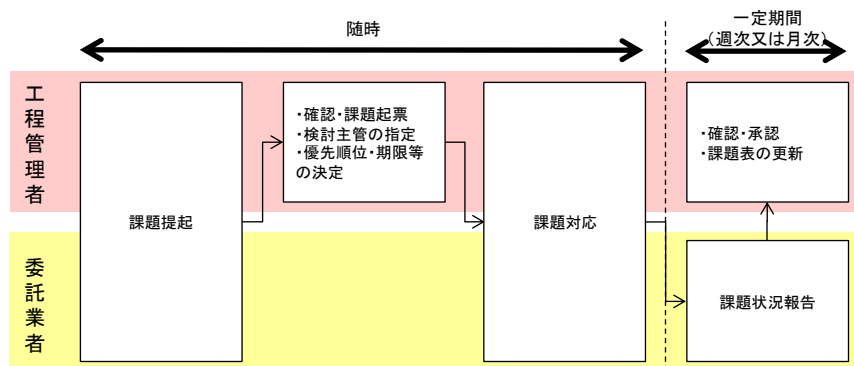 随時
一定期間
（週次又は月次）
工程管理者
課題提起
・確認・課題起票
・検討主管の指定
・優先順位・期限等
の決定
課題対応
・確認・承認
・課題表の更新
委託業者
課題状況報告